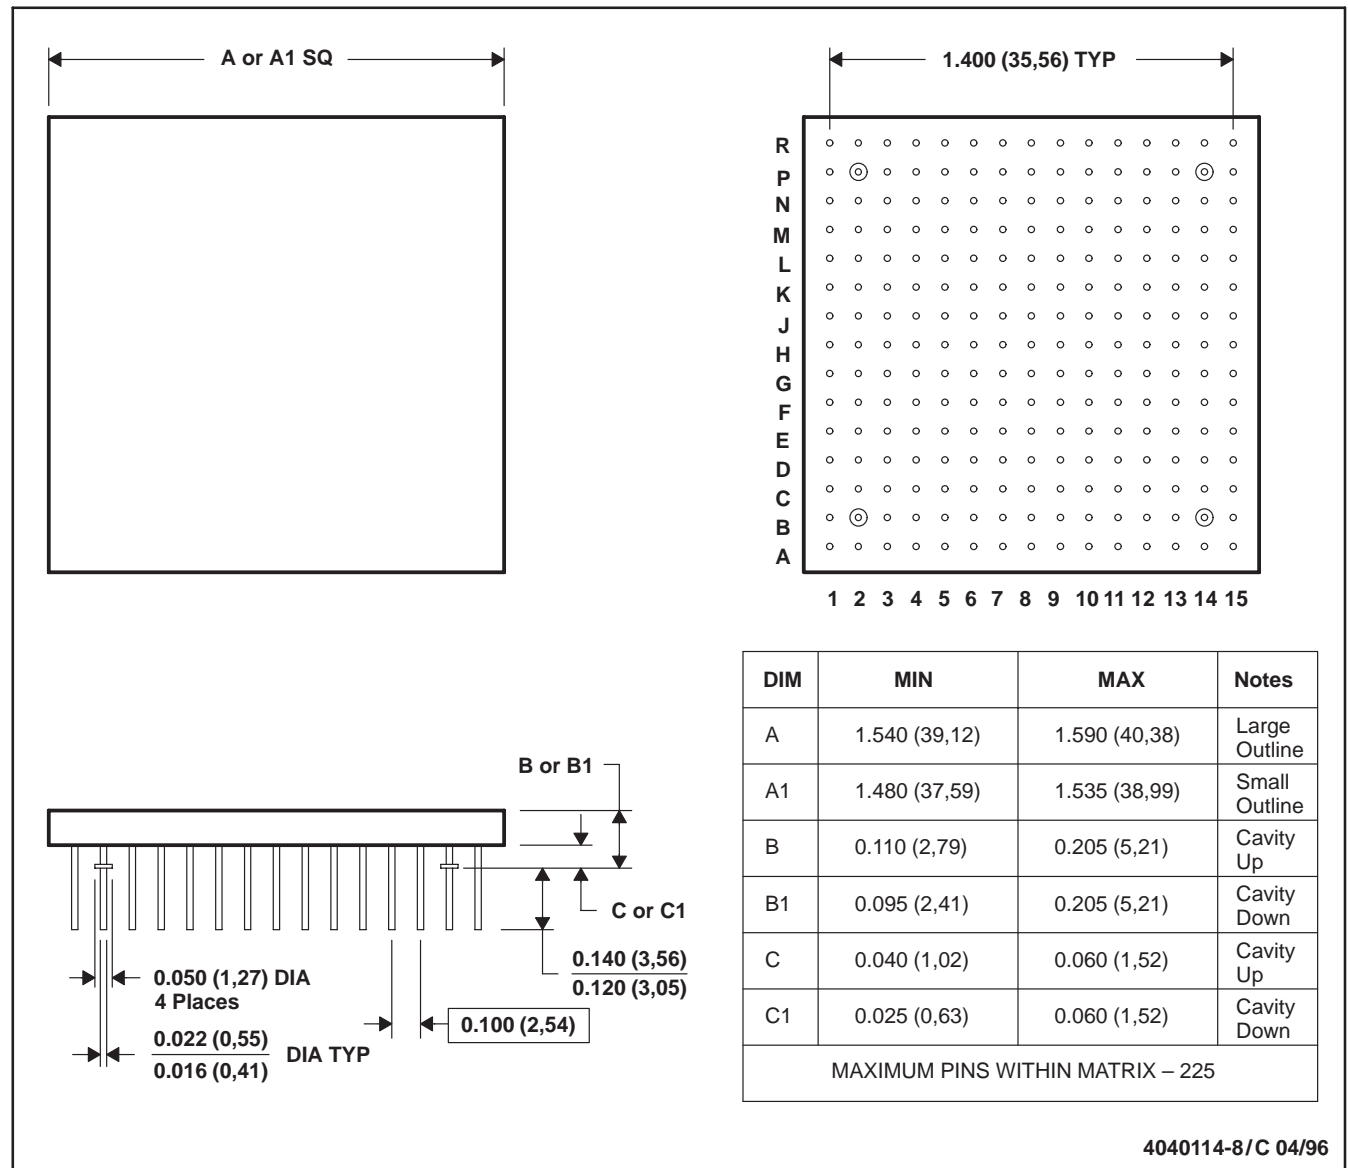 A or A1 SQ
1.400 (35,56) TYP
R
P
N
M
L
K
J
H
G
F
E
D
C
B
A
1 2 3 4 5 6 7 8 9 10 11 12 13 14 15
B or B1
C or C1
0.140 (3,56)
0.120 (3,05)
0.050 (1,27) DIA
4 Places
0.100 (2,54)
0.022 (0,55)
0.016 (0,41)
DIA TYP
DIM MIN MAX Notes
A 1.540 (39,12) 1.590 (40,38) Large Outline
A1 1.480 (37,59) 1.535 (38,99) Small Outline
B 0.110 (2,79) 0.205 (5,21) Cavity Up
B1 0.095 (2,41) 0.205 (5,21) Cavity Down
C 0.040 (1,02) 0.060 (1,52) Cavity Up
C1 0.025 (0,63) 0.060 (1,52) Cavity Down
MAXIMUM PINS WITHIN MATRIX – 225
4040114-8/C 04/96